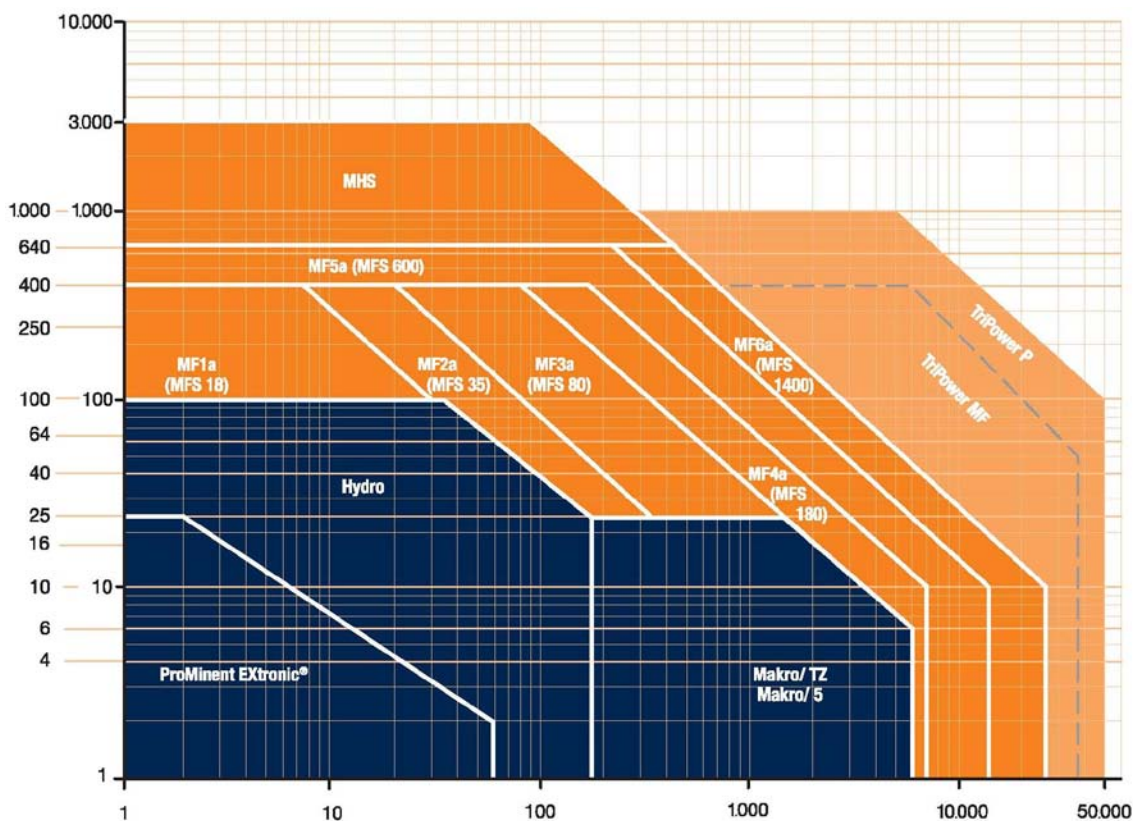 10.000
3.000
1.000
1.000
640
400
250
100
100
64
40
25
16
10
10
6
4
1
MHS
MF5a (MFS 600)
MF1a
(MFS 18)
MF2a
(MFS 35)
MF3a
(MFS 80)
MF6a
(MFS
1400)
MF4a
(MFS
180)
TriPower P
TriPower MF
Hydro
ProMinent EXtronic®
Makro/ TZ
Makro/ 5
1
10
100
1.000
10.000
50.000